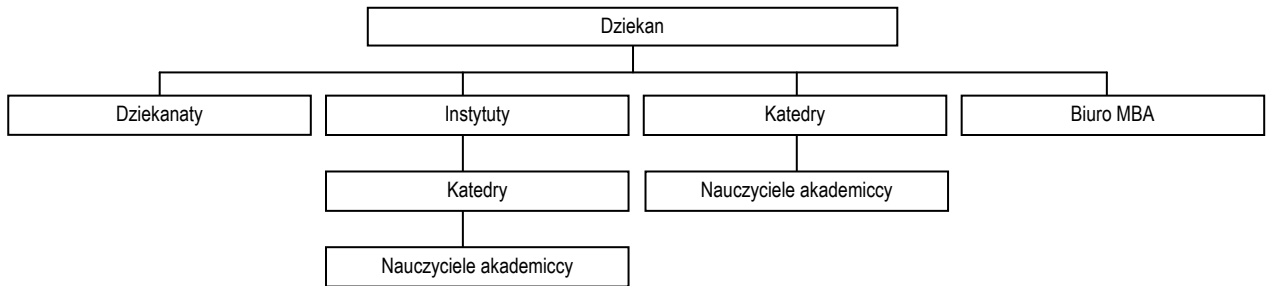 Dziekan
Dziekanaty
Instytuty
Katedry
Biuro MBA
Katedry
Nauczyciele akademiccy
Nauczyciele akademiccy